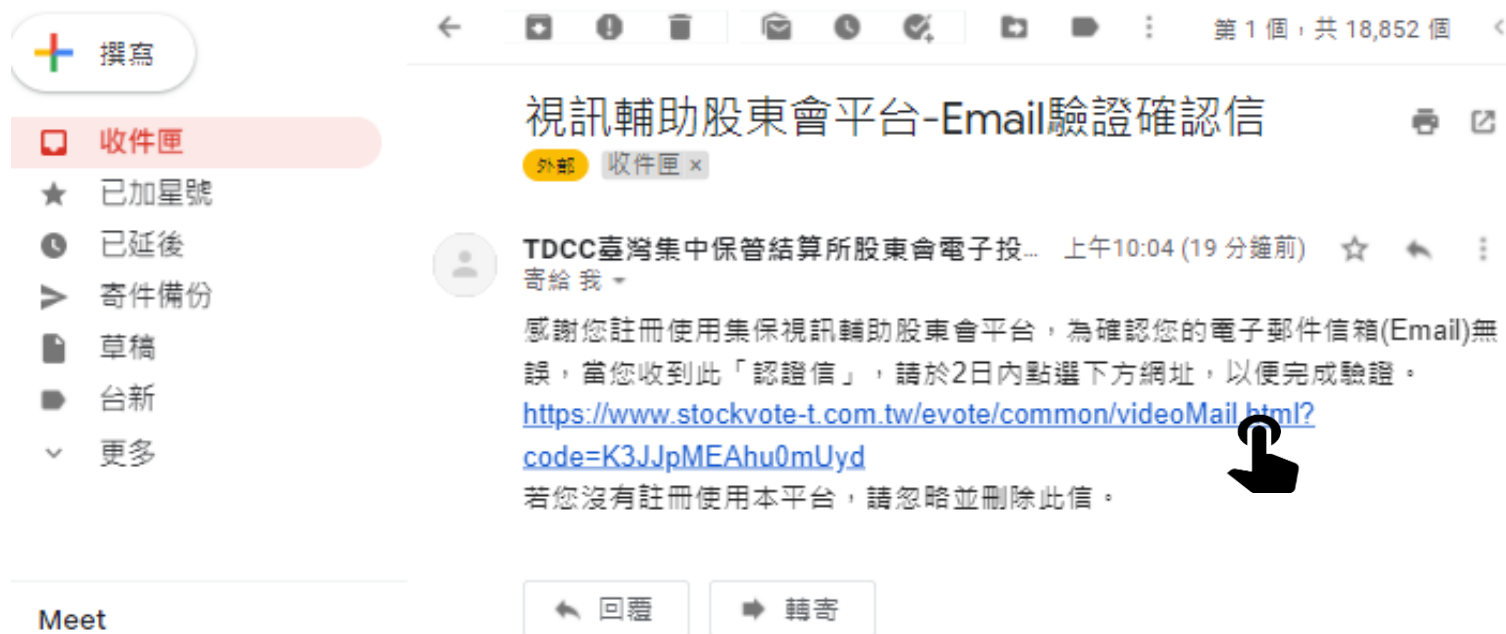 撰寫
收件匣
已加星號
已延後
寄件備份
草稿
台新
更多
Meet
第 1 個，共 18,852 個
視訊輔助股東會平台-Email驗證確認信
外部 收件匣 ×
TDCC臺灣集中保管結算所股東會電子投... 上午10:04 (19 分鐘前)
寄給 我
感謝您註冊使用集保視訊輔助股東會平台，為確認您的電子郵件信箱(Email)無
誤，當您收到此「認證信」，請於2日內點選下方網址，以便完成驗證。
https://www.stockvote-t.com.tw/evote/common/videoMail.html?
code=K3JJpMEAhu0mUyd
若您沒有註冊使用本平台，請忽略並刪除此信。
回覆 轉寄